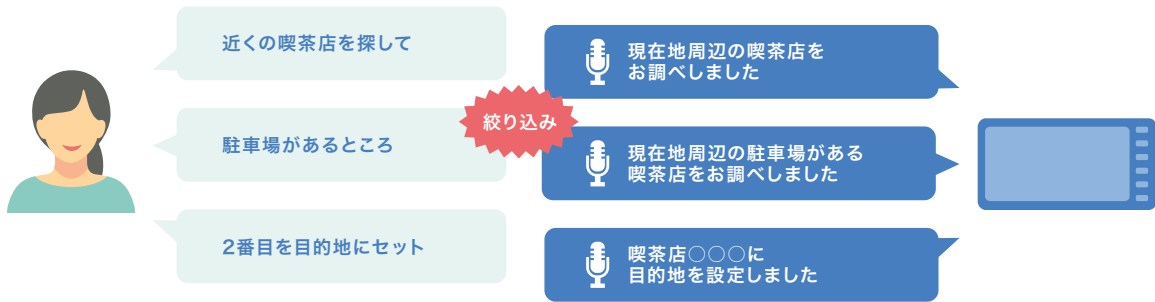 近くの喫茶店を探して
現在地周辺の喫茶店を
お調べしました
絞り込み
駐車場があるところ
現在地周辺の駐車場がある
喫茶店をお調べしました
2番目を目的地にセット
喫茶店○○○に
目的地を設定しました